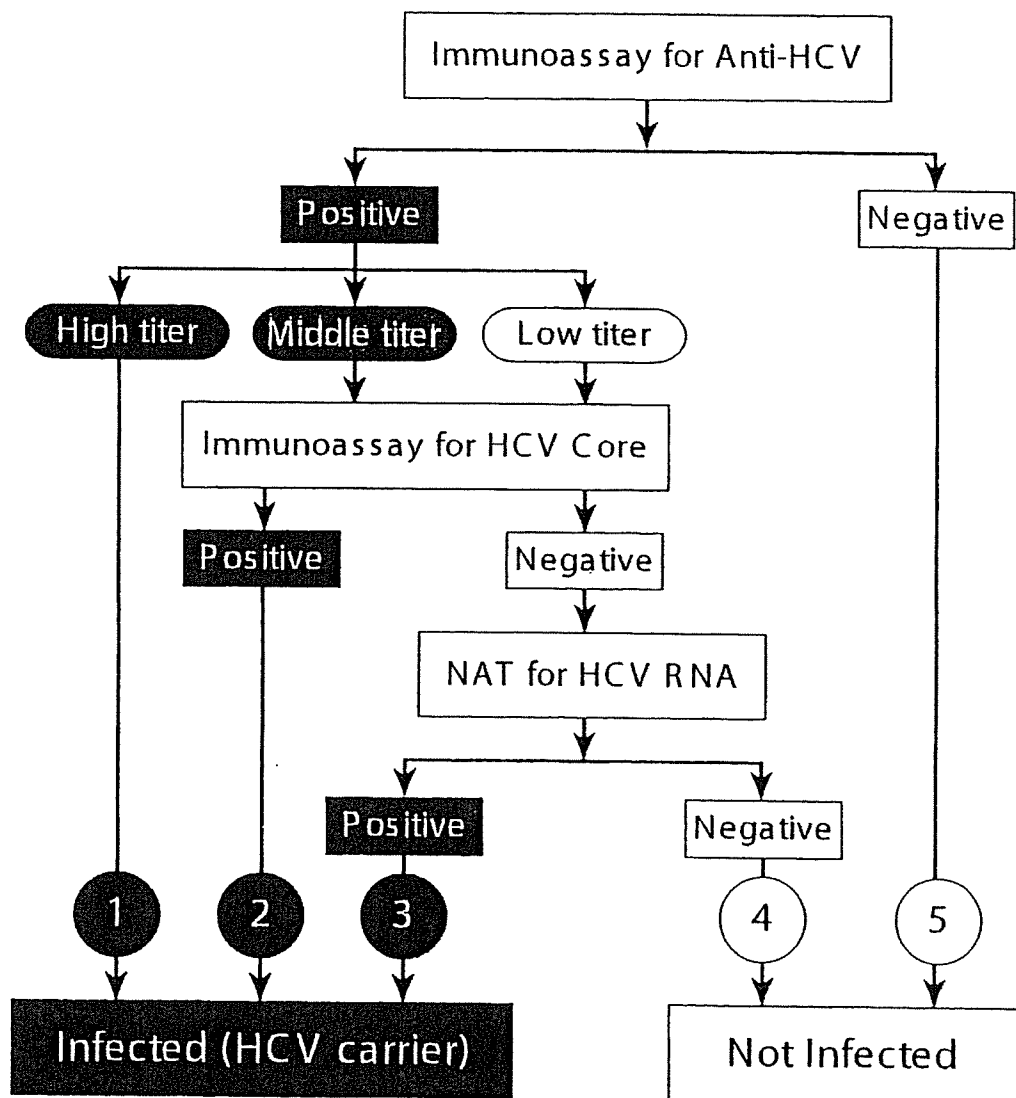 Immunoassay for Anti-HCV
Positive
Negative
High titer
Middle titer
Low titer
Immunoassay for HCV Core
Positive
Negative
NAT for HCV RNA
Positive
Negative
1
2
3
4
5
Infected (HCV carrier)
Not Infected